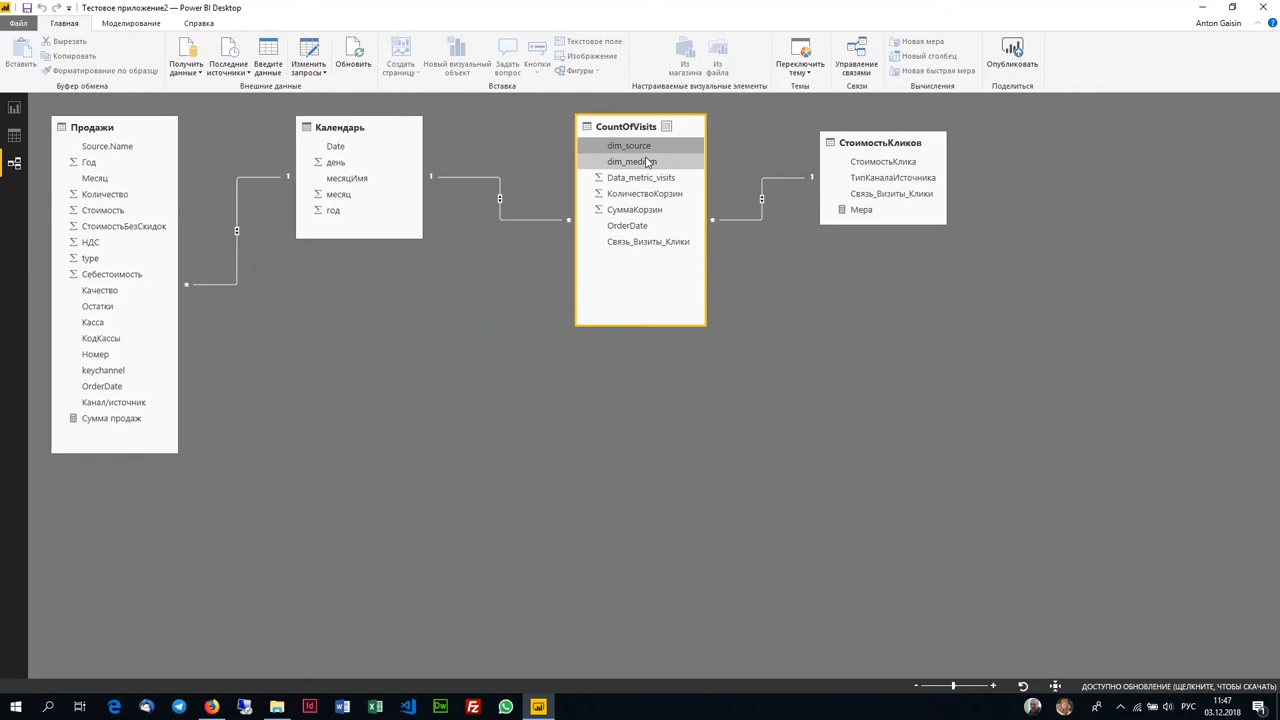 Тестовое приложение2 — Power BI Desktop
Файл Главная Моделирование Справка Anton Gaisin
Вставить
Вырезать
Копировать
Форматирование по образцу
Буфер обмена
Получить данные
Последние источники
Введите данные
Изменить запросы
Обновить
Внешние данные
Создать страницу
Новый визуальный объект
Задать вопрос
Кнопки
Текстовое поле
Изображение
Фигуры
Вставка
Из магазина
Из файла
Настраиваемые визуальные элементы
Переключить тему
Темы
Управление связями
Связи
Новая мера
Новый столбец
Новая быстрая мера
Вычисления
Опубликовать
Поделиться
Продажи
Source.Name
Год
Месяц
Количество
Стоимость
СтоимостьБезСкидок
НДС
type
Себестоимость
Качество
Остатки
Касса
КодКассы
Номер
keychannel
OrderDate
Канал/источник
Сумма продаж
*
1
Календарь
Date
день
месяцИмя
месяц
год
1
*
CountOfVisits
dim_source
dim_medium
Data_metric_visits
КоличествоКорзин
СуммаКорзин
OrderDate
Связь_Визиты_Клики
*
1
СтоимостьКликов
СтоимостьКлика
ТипКаналаИсточника
Связь_Визиты_Клики
Мера
ДОСТУПНО ОБНОВЛЕНИЕ (ЩЕЛКНИТЕ, ЧТОБЫ СКАЧАТЬ)
РУС
11:47
03.12.2018